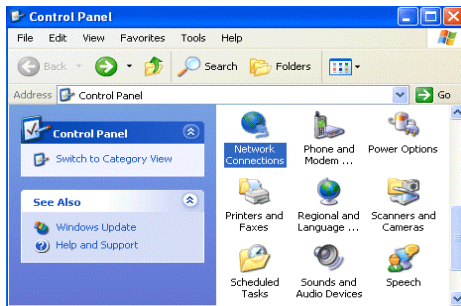 Control Panel
File Edit View Favorites Tools Help
Back Search Folders
Address Control Panel Go
Control Panel
Switch to Category View
See Also
Windows Update
Help and Support
Network
Connections
Phone and
Modem ...
Power Options
Printers and
Faxes
Regional and
Language ...
Scanners and
Cameras
Scheduled
Tasks
Sounds and
Audio Devices
Speech